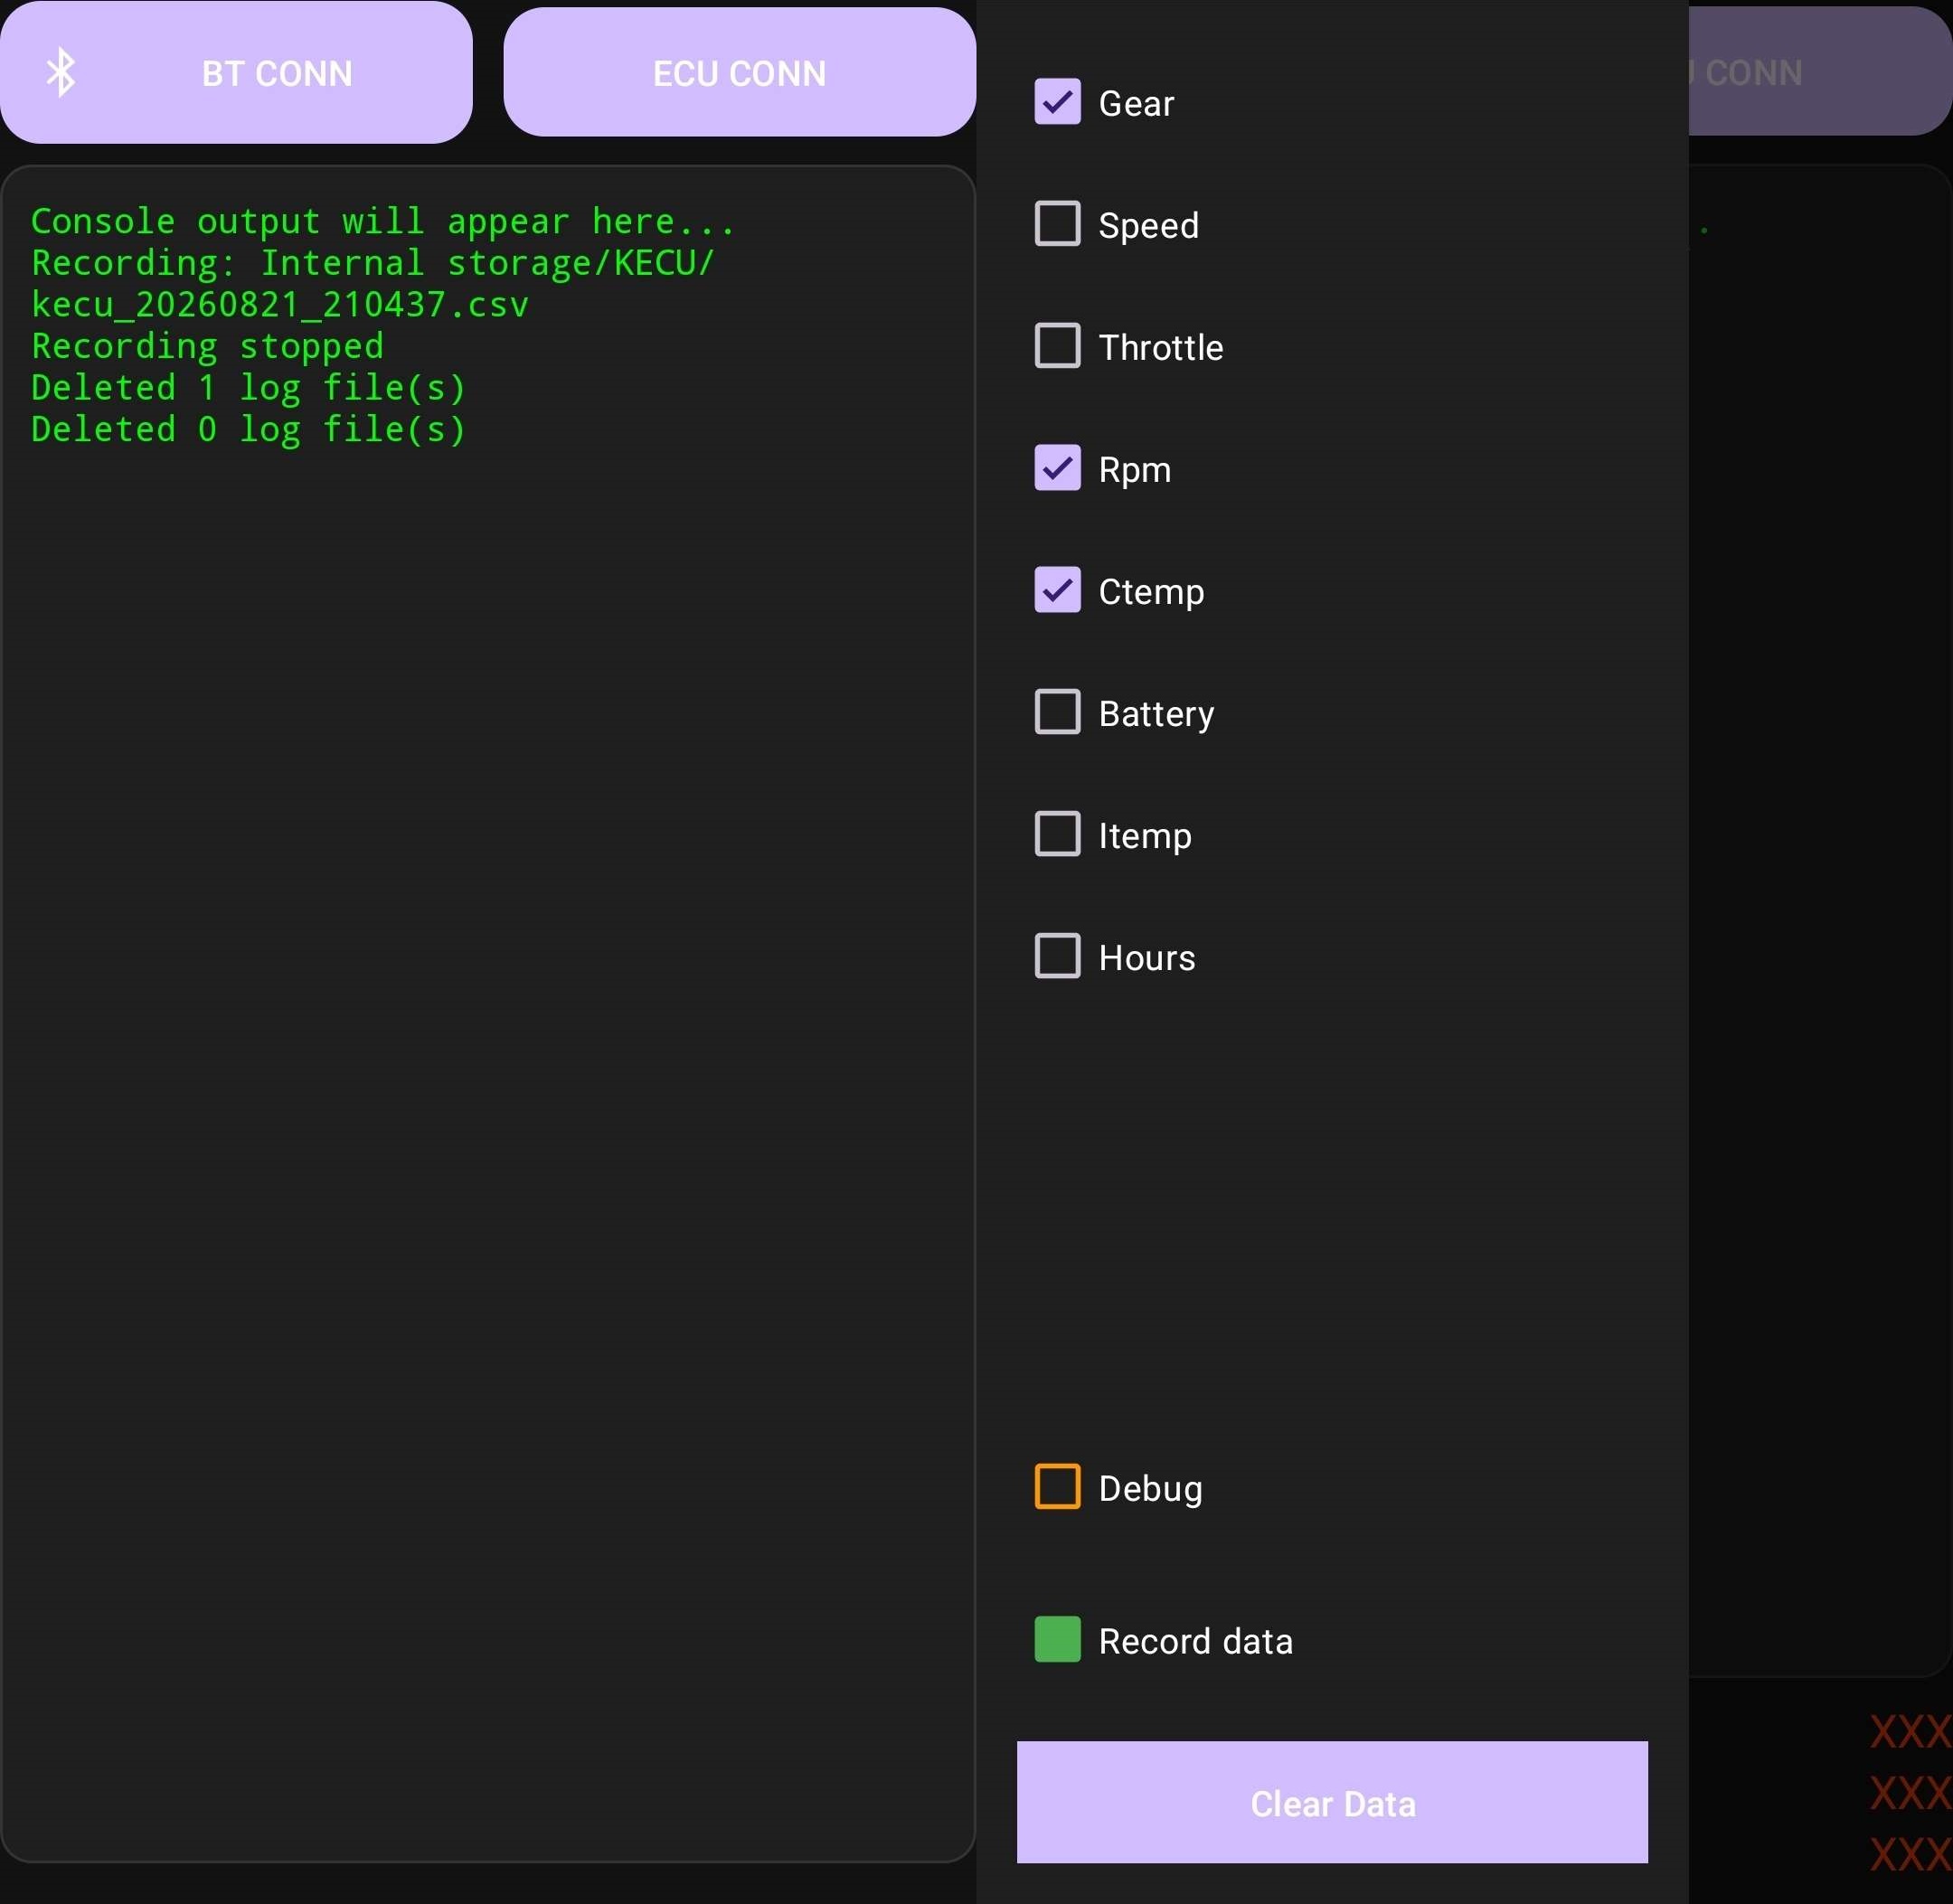 BT CONN
ECU CONN
Console output will appear here...
Recording: Internal storage/KECU/
kecu_20260821_210437.csv
Recording stopped
Deleted 1 log file(s)
Deleted 0 log file(s)
Gear
Speed
Throttle
Rpm
Ctemp
Battery
Itemp
Hours
Debug
Record data
Clear Data
CONN
.
XXX
XXX
XXX